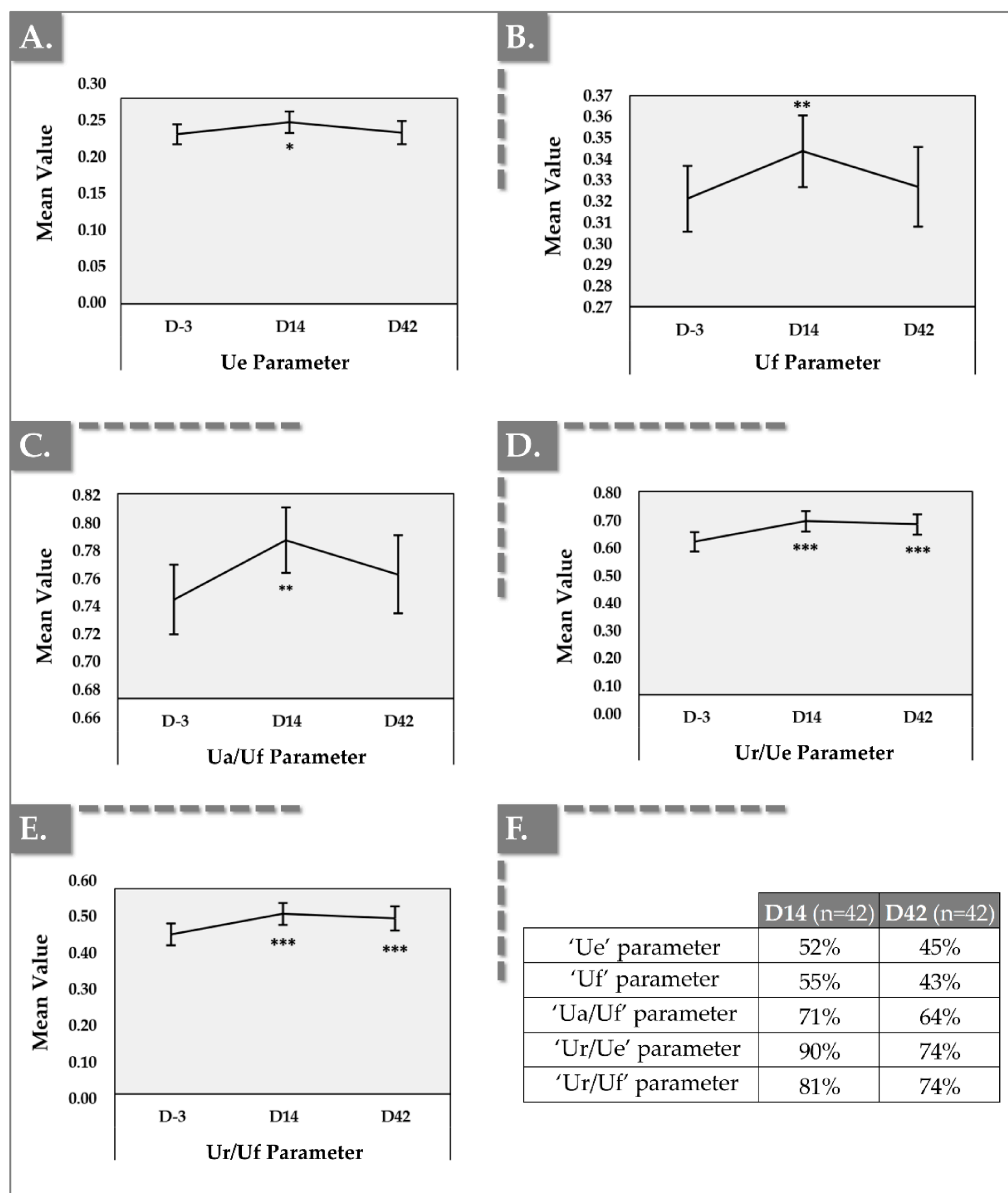 A.
0.30
0.25
0.20
0.15
0.10
0.05
0.00
Mean Value
*
D-3 D14 D42
Ue Parameter
B.
0.37
0.36
0.35
0.34
0.33
0.32
0.31
0.30
0.29
0.28
0.27
Mean Value
**
D-3 D14 D42
Uf Parameter
C.
0.82
0.80
0.78
0.76
0.74
0.72
0.70
0.68
0.66
Mean Value
**
D-3 D14 D42
Ua/Uf Parameter
D.
0.80
0.70
0.60
0.50
0.40
0.30
0.20
0.10
0.00
Mean Value
*** ***
D-3 D14 D42
Ur/Ue Parameter
E.
0.60
0.50
0.40
0.30
0.20
0.10
0.00
Mean Value
*** ***
D-3 D14 D42
Ur/Uf Parameter
F.
D14 (n=42) D42 (n=42)
‘Ue’ parameter 52% 45%
‘Uf’ parameter 55% 43%
‘Ua/Uf’ parameter 71% 64%
‘Ur/Ue’ parameter 90% 74%
‘Ur/Uf’ parameter 81% 74%